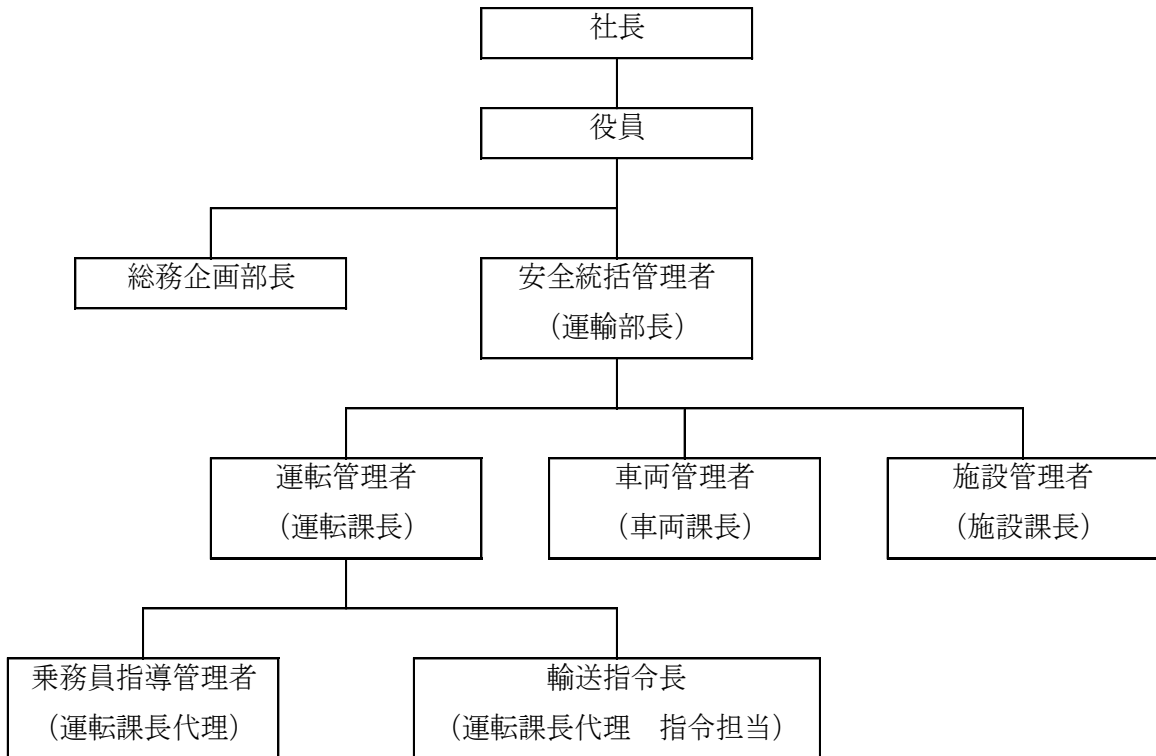 社長
役員
総務企画部長
安全統括管理者
（運輸部長）
運転管理者
（運転課長）
車両管理者
（車両課長）
施設管理者
（施設課長）
乗務員指導管理者
（運転課長代理）
輸送指令長
（運転課長代理　指令担当）